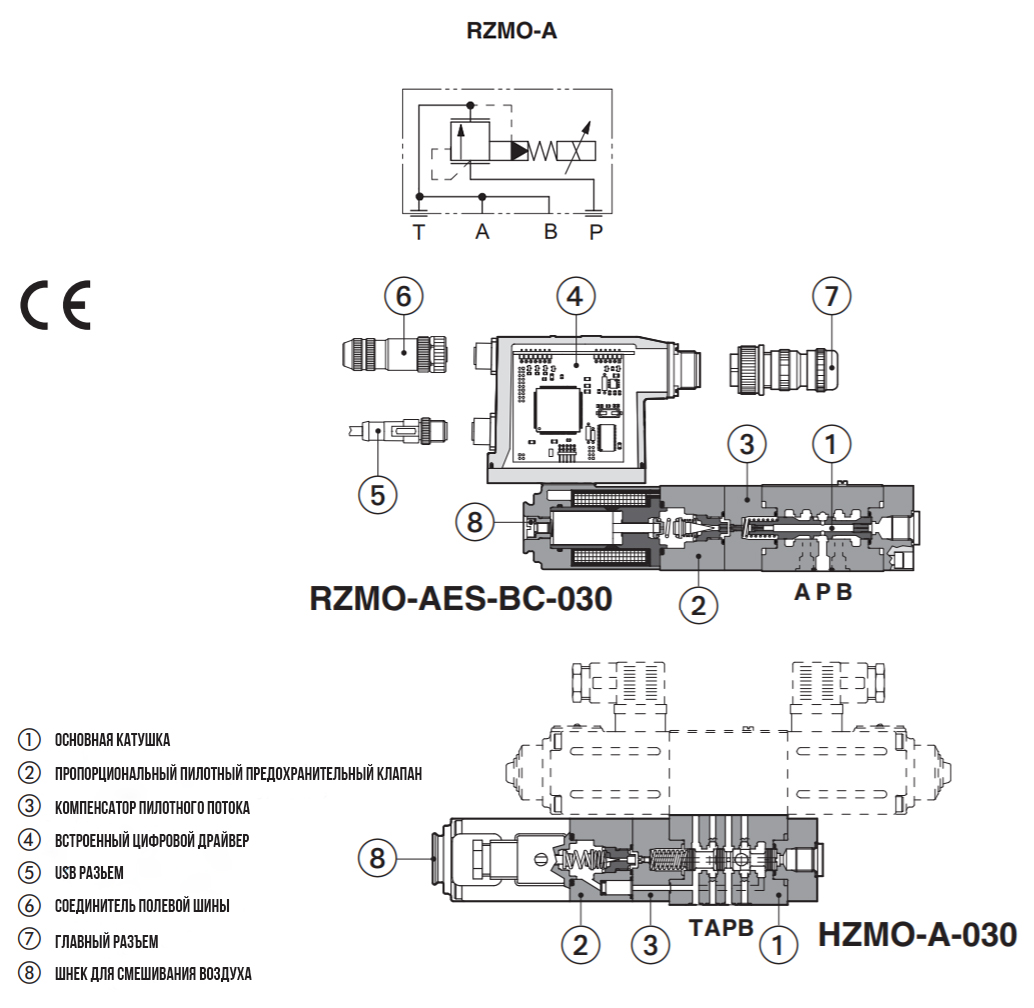 RZMO-A
T A B P
CE
6 4 7
3 1
5
8
A P B
RZMO-AES-BC-030 2
1 ОСНОВНАЯ КАТУШКА
2 ПРОПОРЦИОНАЛЬНЫЙ ПИЛОТНЫЙ ПРЕДОХРАНИТЕЛЬНЫЙ КЛАПАН
3 КОМПЕНСАТОР ПИЛОТНОГО ПОТОКА
4 ВСТРОЕННЫЙ ЦИФРОВОЙ ДРАЙВЕР
5 USB РАЗЬЕМ
6 СОЕДИНИТЕЛЬ ПОЛЕВОЙ ШИНЫ
7 ГЛАВНЫЙ РАЗЪЕМ
8 ШНЕК ДЛЯ СМЕШИВАНИЯ ВОЗДУХА
8
TAPB
2 3 1
HZMO-A-030